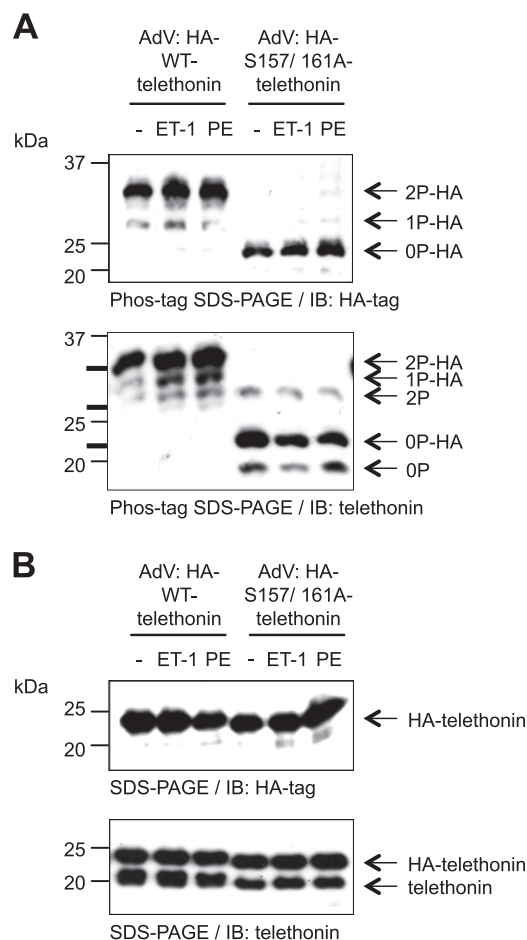 A
AdV: HA- AdV: HA-
WT- S157/ 161A-
telethonin telethonin
- ET-1 PE - ET-1 PE
kDa
37
2P-HA
1P-HA
25
0P-HA
20
Phos-tag SDS-PAGE / IB: HA-tag
37
2P-HA
1P-HA
2P
25
0P-HA
20
0P
Phos-tag SDS-PAGE / IB: telethonin
B
AdV: HA- AdV: HA-
WT- S157/ 161A-
telethonin telethonin
- ET-1 PE - ET-1 PE
kDa
25
HA-telethonin
20
SDS-PAGE / IB: HA-tag
25
HA-telethonin
20
telethonin
SDS-PAGE / IB: telethonin